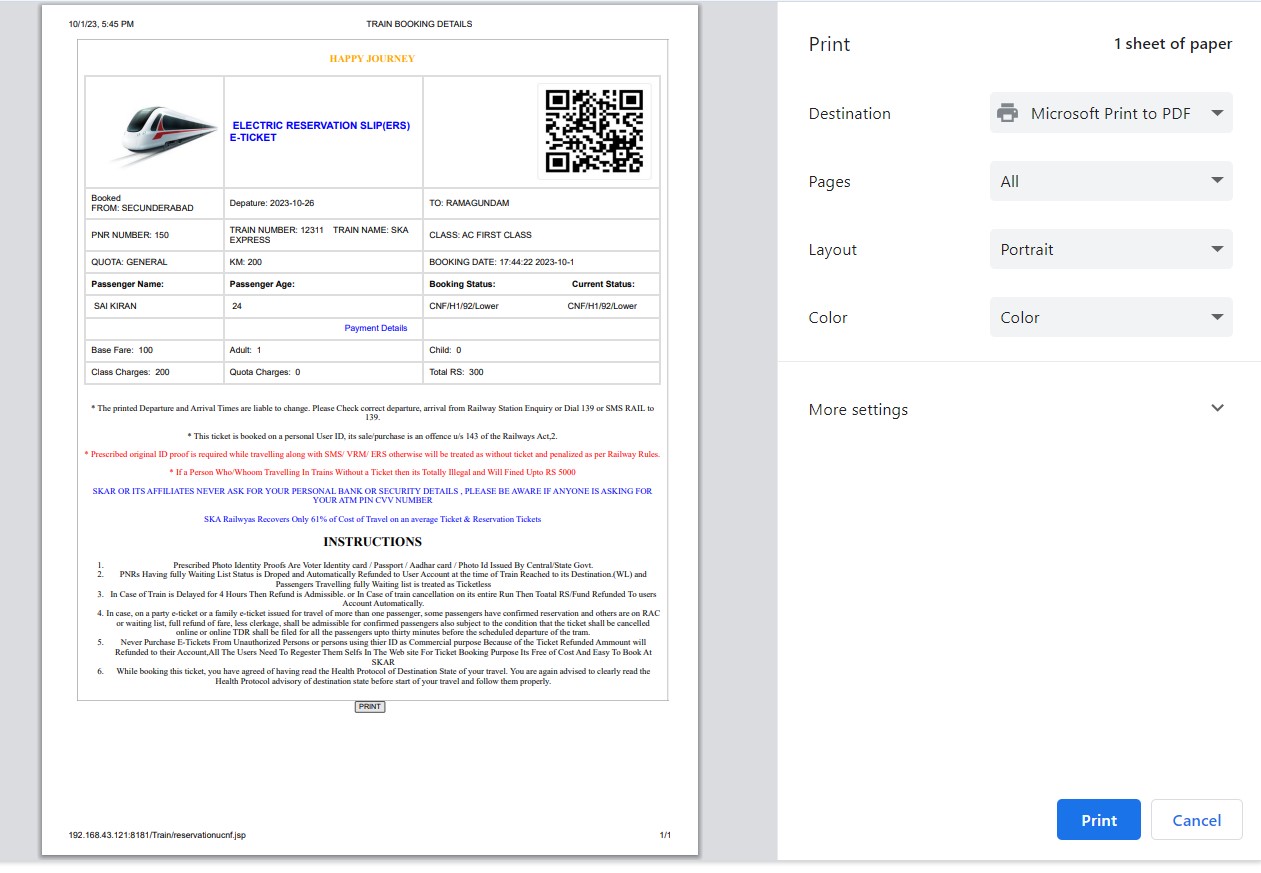 10/1/23, 5:45 PM TRAIN BOOKING DETAILS
HAPPY JOURNEY
ELECTRIC RESERVATION SLIP(ERS)
E-TICKET
Booked
FROM: SECUNDERABAD
Depature: 2023-10-26
TO: RAMAGUNDAM
PNR NUMBER: 150
TRAIN NUMBER: 12311 TRAIN NAME: SKA
EXPRESS
CLASS: AC FIRST CLASS
QUOTA: GENERAL
KM: 200
BOOKING DATE: 17:44:22 2023-10-1
Passenger Name:
Passenger Age:
Booking Status:
Current Status:
SAI KIRAN
24
CNF/H1/92/Lower
CNF/H1/92/Lower
Payment Details
Base Fare: 100
Adult: 1
Child: 0
Class Charges: 200
Quota Charges: 0
Total RS: 300
* The printed Departure and Arrival Times are liable to change. Please Check correct departure, arrival from Railway Station Enquiry or Dial 139 or SMS RAIL to
139.
* This ticket is booked on a personal User ID, its sale/purchase is an offence u/s 143 of the Railways Act,2.
* Prescribed original ID proof is required while travelling along with SMS/ VRM/ ERS otherwise will be treated as without ticket and penalized as per Railway Rules.
* If a Person Who/Whoom Travelling In Trains Without a Ticket then its Totally Illegal and Will Fined Upto RS 5000
SKAR OR ITS AFFILIATES NEVER ASK FOR YOUR PERSONAL BANK OR SECURITY DETAILS , PLEASE BE AWARE IF ANYONE IS ASKING FOR
YOUR ATM PIN CVV NUMBER
SKA Railwyas Recovers Only 61% of Cost of Travel on an average Ticket & Reservation Tickets
INSTRUCTIONS
1. Prescribed Photo Identity Proofs Are Voter Identity card / Passport / Aadhar card / Photo Id Issued By Central/State Govt.
2. PNRs Having fully Waiting List Status is Droped and Automatically Refunded to User Account at the time of Train Reached to its Destination.(WL) and
Passengers Travelling fully Waiting list is treated as Ticketless
3. In Case of Train is Delayed for 4 Hours Then Refund is Admissible. or In Case of train cancellation on its entire Run Then Toatal RS/Fund Refunded To users
Account Automatically.
4. In case, on a party e-ticket or a family e-ticket issued for travel of more than one passenger, some passengers have confirmed reservation and others are on RAC
or waiting list, full refund of fare, less clerkage, shall be admissible for confirmed passengers also subject to the condition that the ticket shall be cancelled
online or online TDR shall be filed for all the passengers upto thirty minutes before the scheduled departure of the tram.
5. Never Purchase E-Tickets From Unauthorized Persons or persons using thier ID as Commercial purpose Because of the Ticket Refunded Ammount will
Refunded to their Account,All The Users Need To Regester Them Selfs In The Web site For Ticket Booking Purpose Its Free of Cost And Easy To Book At
SKAR
6. While booking this ticket, you have agreed of having read the Health Protocol of Destination State of your travel. You are again advised to clearly read the
Health Protocol advisory of destination state before start of your travel and follow them properly.
PRINT
192.168.43.121:8181/Train/reservationucnf.jsp 1/1
Print 1 sheet of paper
Destination Microsoft Print to PDF
Pages All
Layout Portrait
Color Color
More settings
Print Cancel